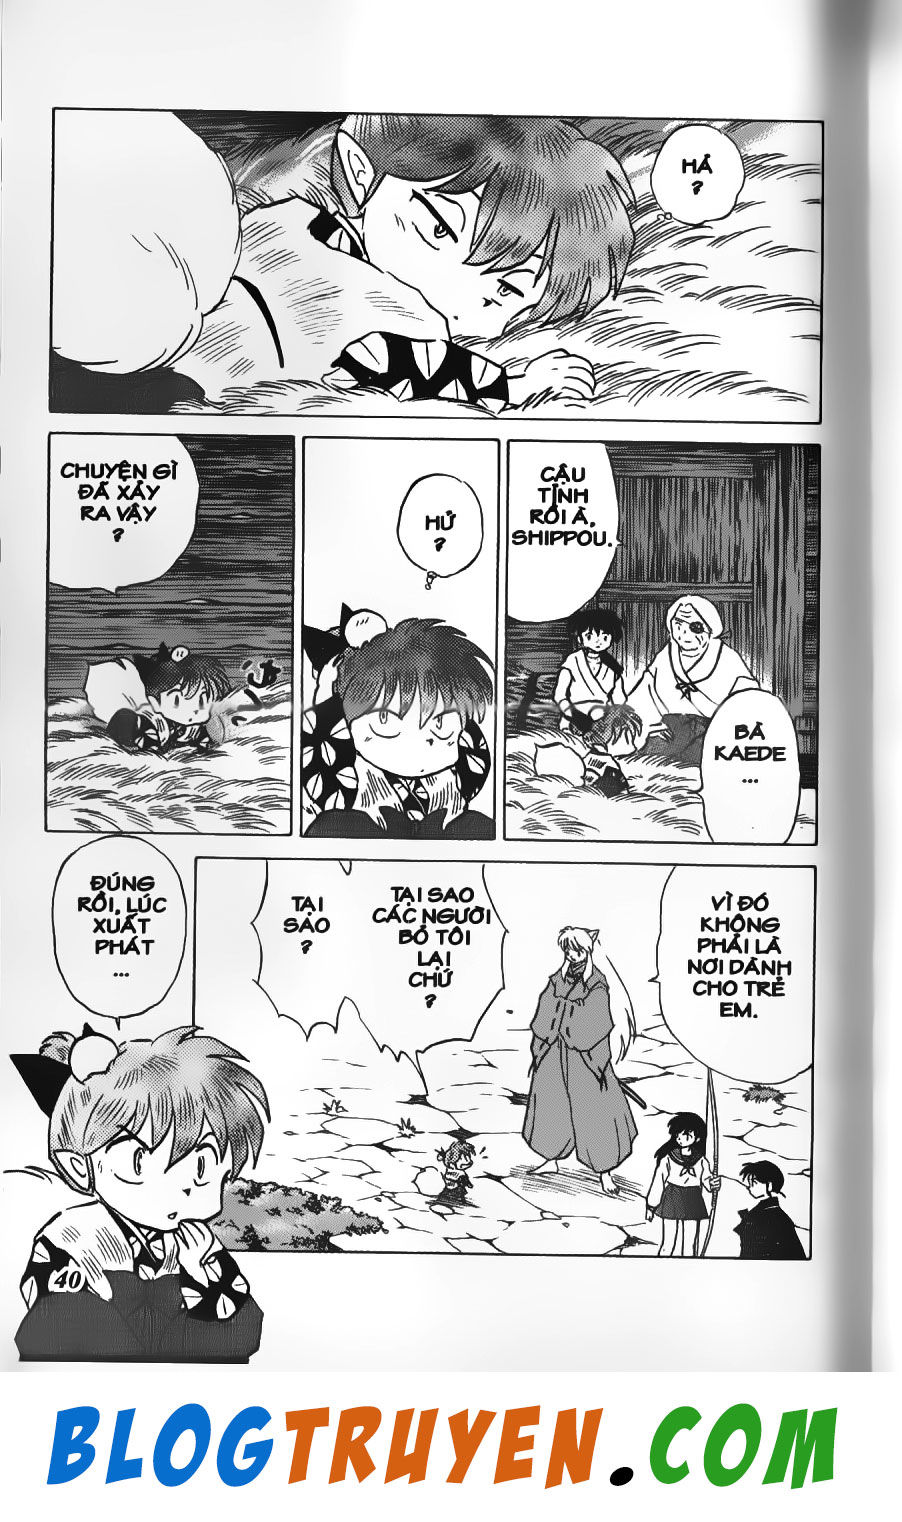 HẢ
?
CHUYỆN GÌ
ĐÃ XẢY
RA VẬY
?
HỬ
?
CẬU
TỈNH
RỒI À,
SHIPPOU.
BÀ
KAEDE
...
ĐÚNG
RỒI, LÚC
XUẤT
PHÁT
...
TẠI
SAO
?
TẠI SAO
CÁC NGƯỜI
BỎ TÔI
LẠI
CHỨ
?
VÌ ĐÓ
KHÔNG
PHẢI LÀ
NƠI DÀNH
CHO TRẺ
EM.
40
BLOGTRUYEN.COM